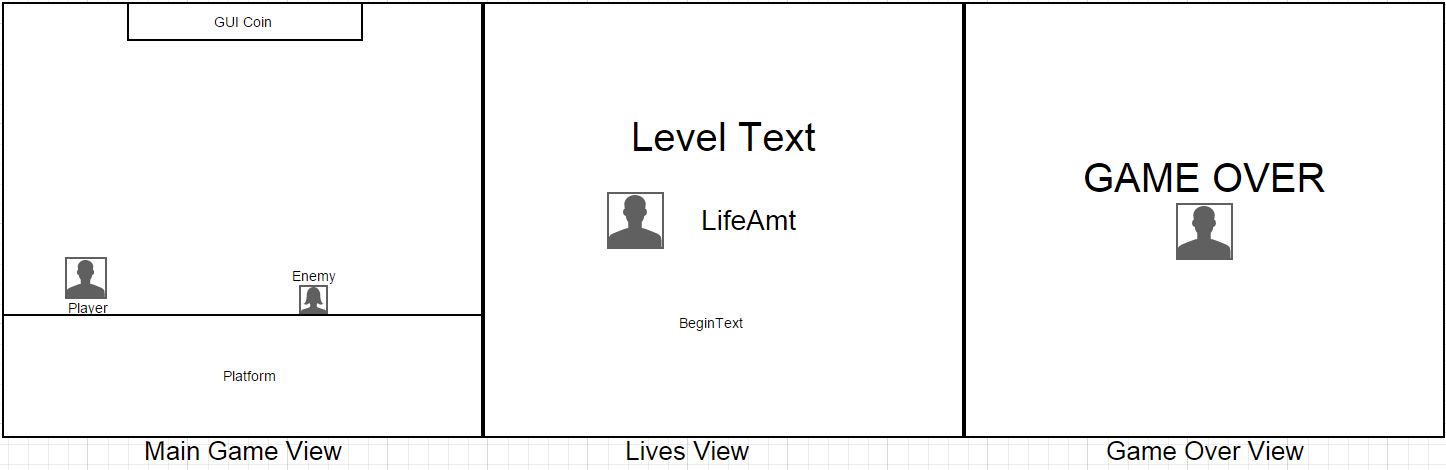 GUI Coin
Enemy
Player
Platform
Main Game View
Level Text
LifeAmt
BeginText
Lives View
GAME OVER
Game Over View